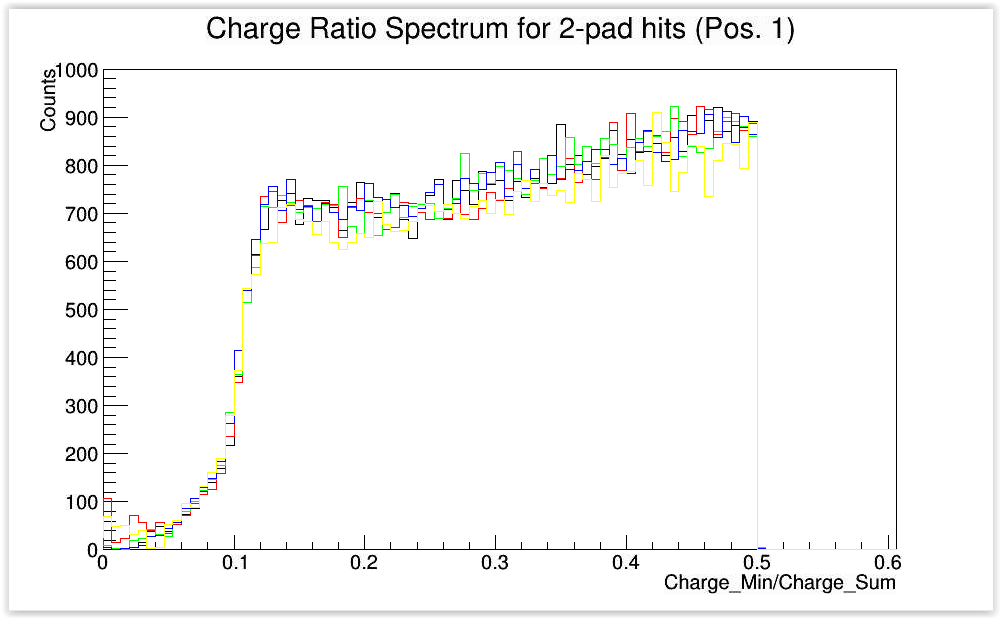 Charge Ratio Spectrum for 2-pad hits (Pos. 1)
Counts
1000
900
800
700
600
500
400
300
200
100
0
0 0.1 0.2 0.3 0.4 0.5 0.6
Charge_Min/Charge_Sum